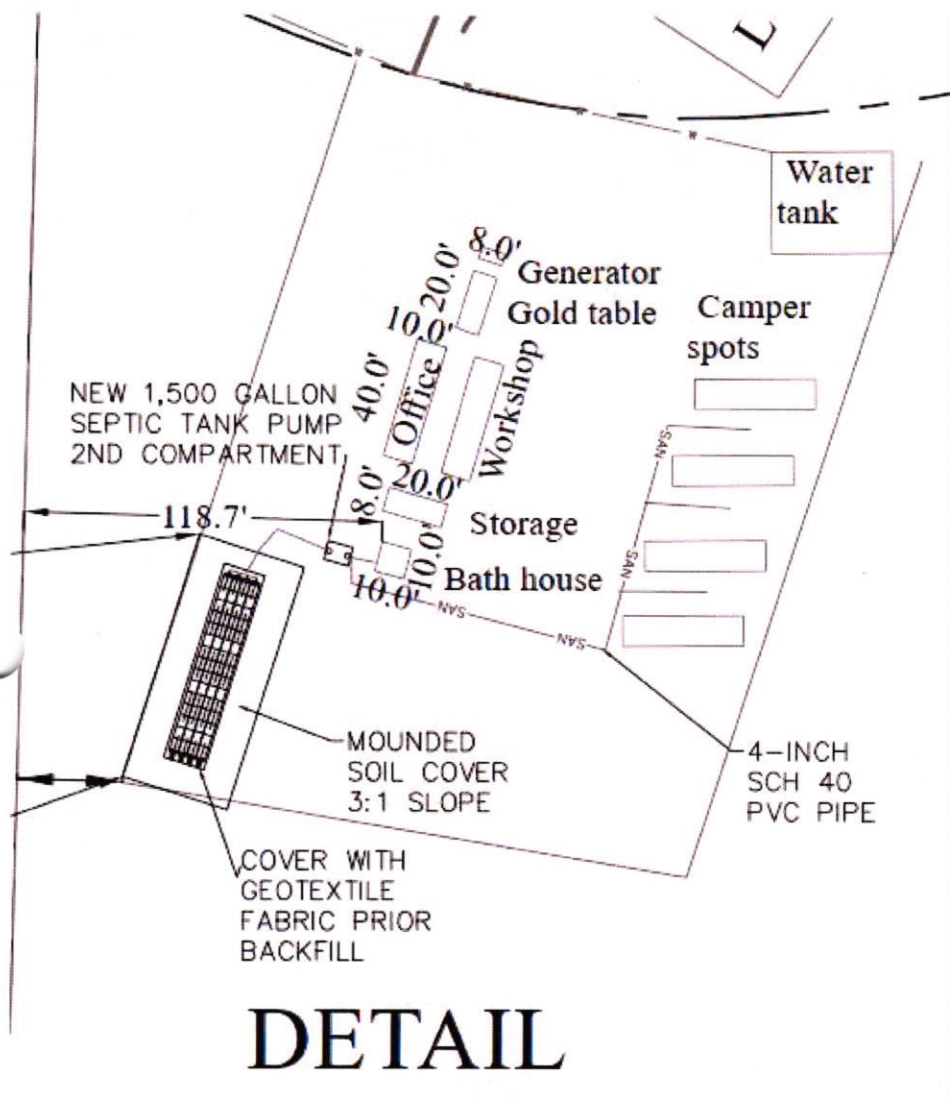 L
W
W
W
W
Water
tank
8.0'
Generator
20.0'
Gold table
10.0'
Camper
spots
40.0'
Office
Workshop
NEW 1,500 GALLON
SEPTIC TANK PUMP
2ND COMPARTMENT
SAN
20.0'
8.0'
118.7'
Storage
10.0'
SAN
Bath house
10.0'
SAN
SAN
MOUNDED
SOIL COVER
3:1 SLOPE
4-INCH
SCH 40
PVC PIPE
COVER WITH
GEOTEXTILE
FABRIC PRIOR
BACKFILL
DETAIL